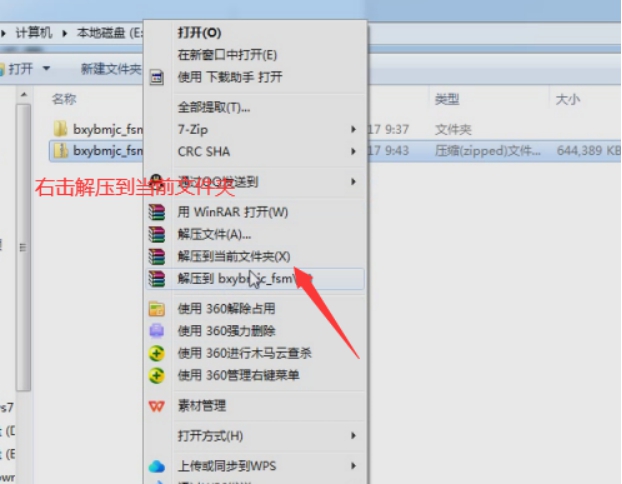 计算机 ▸ 本地磁盘 (E:
打开(O)
在新窗口中打开(E)
打开 新建文件夹
使用 下载助手 打开
名称 类型 大小
全部提取(T)...
bxybmjc_fsm 7-Zip 17 9:37 文件夹
bxybmjc_fsm CRC SHA 17 9:43 压缩(zipped)文件... 644,389 KB
通过QQ发送到
右击解压到当前文件夹
用 WinRAR 打开(W)
解压文件(A)...
解压到当前文件夹(X)
解压到 bxybmjc_fsm
使用 360解除占用
使用 360强力删除
使用 360进行木马云查杀
使用 360管理右键菜单
s7 素材管理
(D
打开方式(H)
(E
上传或同步到WPS